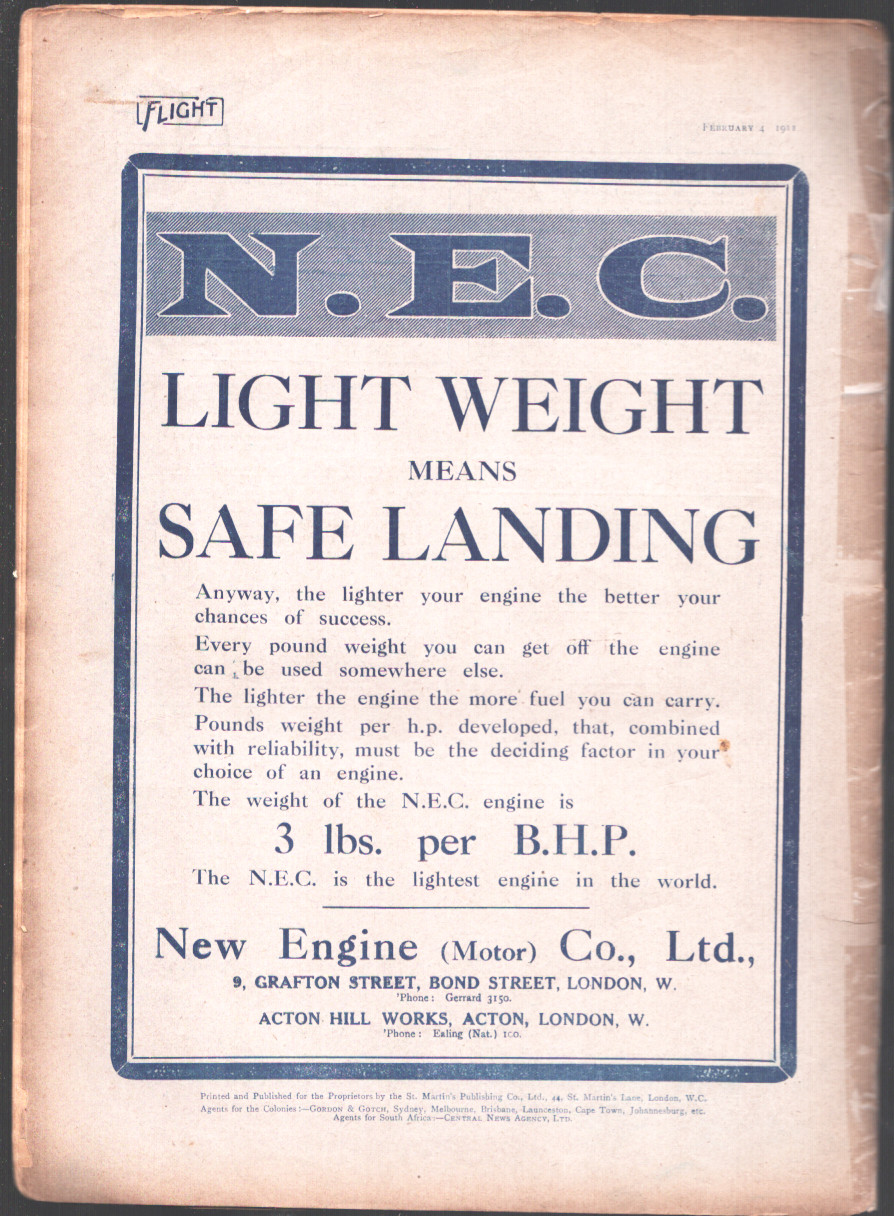 FLIGHT
FEBRUARY 4 1911
N.E.C.
LIGHT WEIGHT
MEANS
SAFE LANDING
Anyway, the lighter your engine the better your
chances of success.
Every pound weight you can get off the engine
can be used somewhere else.
The lighter the engine the more fuel you can carry.
Pounds weight per h.p. developed, that, combined
with reliability, must be the deciding factor in your
choice of an engine.
The weight of the N.E.C. engine is
3 lbs. per B.H.P.
The N.E.C. is the lightest engine in the world.
New Engine (Motor) Co., Ltd.,
9, GRAFTON STREET, BOND STREET, LONDON, W.
'Phone: Gerrard 3150.
ACTON HILL WORKS, ACTON, LONDON, W.
'Phone: Ealing (Nat.) 100.
Printed and Published for the Proprietors by the St. Martin's Publishing Co., Ltd., 44, St. Martin's Lane, London, W.C.
Agents for the Colonies:—GORDON & GOTCH, Sydney, Melbourne, Brisbane, Launceston, Cape Town, Johannesburg, etc.
Agents for South Africa:—CENTRAL NEWS AGENCY, LTD.